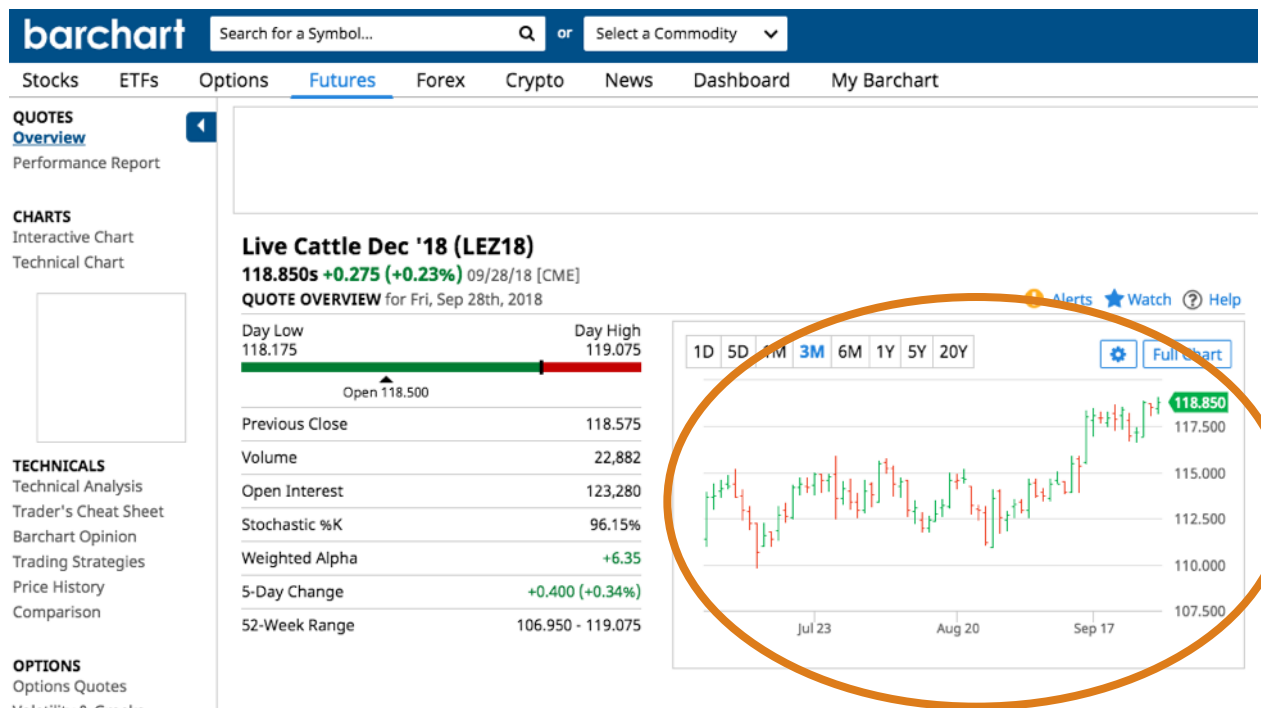 barchart Search for a Symbol... or Select a Commodity
Stocks ETFs Options Futures Forex Crypto News Dashboard My Barchart
QUOTES
Overview
Performance Report
CHARTS
Interactive Chart
Technical Chart
TECHNICALS
Technical Analysis
Trader's Cheat Sheet
Barchart Opinion
Trading Strategies
Price History
Comparison
OPTIONS
Options Quotes
Live Cattle Dec '18 (LEZ18)
118.850s +0.275 (+0.23%) 09/28/18 [CME]
QUOTE OVERVIEW for Fri, Sep 28th, 2018
Alerts Watch ? Help
Day Low Day High
118.175 119.075
Open 118.500
Previous Close 118.575
Volume 22,882
Open Interest 123,280
Stochastic %K 96.15%
Weighted Alpha +6.35
5-Day Change +0.400 (+0.34%)
52-Week Range 106.950 - 119.075
1D 5D 1M 3M 6M 1Y 5Y 20Y Full Chart
118.850
117.500
115.000
112.500
110.000
107.500
Jul 23 Aug 20 Sep 17